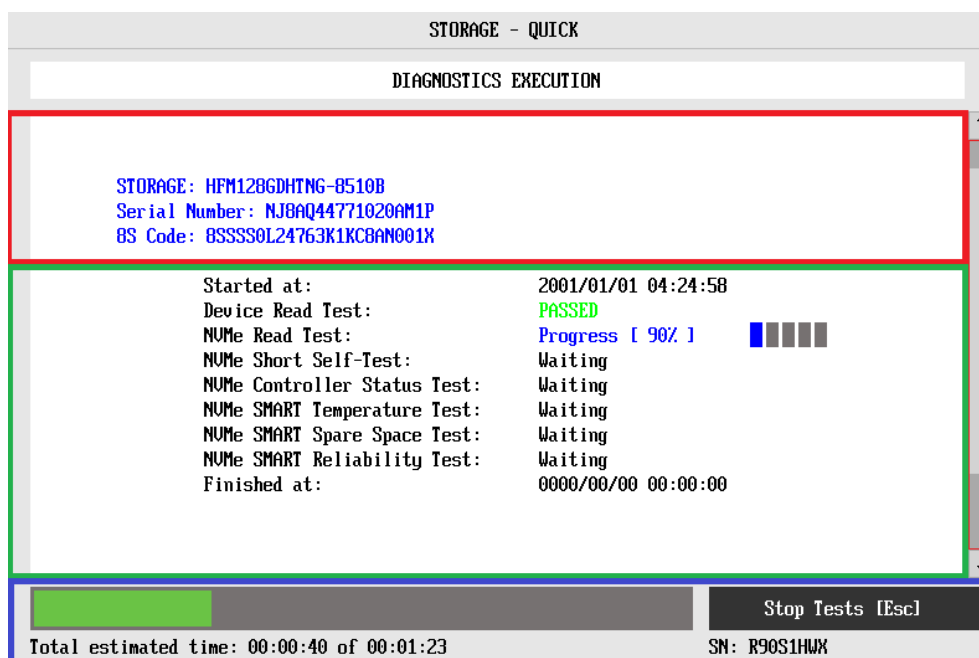 STORAGE - QUICK
DIAGNOSTICS EXECUTION
STORAGE: HFM128GDHTNG-8510B
Serial Number: NJ8AQ44771020AM1P
8S Code: 8SSSS0L24763K1KC8AN001X
Started at: 2001/01/01 04:24:58
Device Read Test: PASSED
NVMe Read Test: Progress [ 90% ]
NVMe Short Self-Test: Waiting
NVMe Controller Status Test: Waiting
NVMe SMART Temperature Test: Waiting
NVMe SMART Spare Space Test: Waiting
NVMe SMART Reliability Test: Waiting
Finished at: 0000/00/00 00:00:00
Stop Tests [Esc]
Total estimated time: 00:00:40 of 00:01:23 SN: R90S1HWX